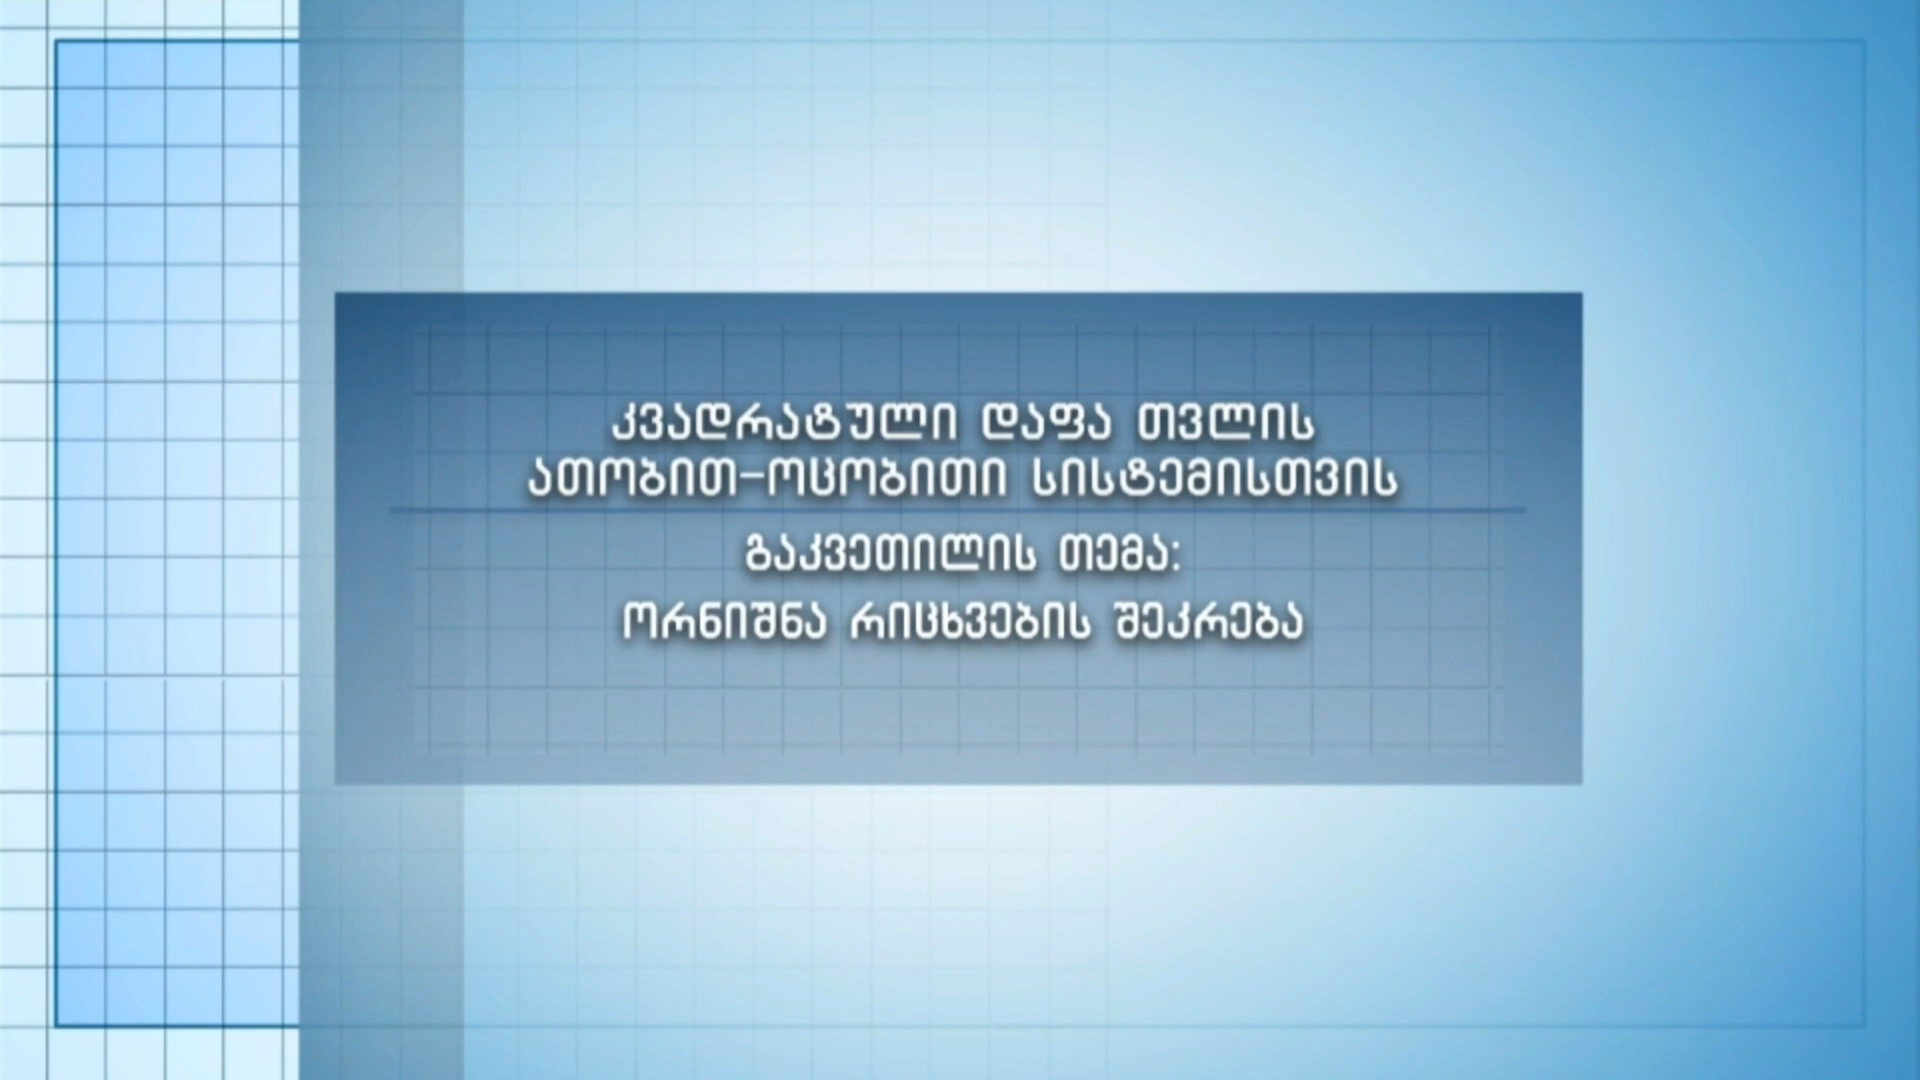 კვადრატული დაფა თვლის
ათობით-ოცობითი სისტემისთვის
გაკვეთილის თემა:
ორნიშნა რიცხვების შეკრება